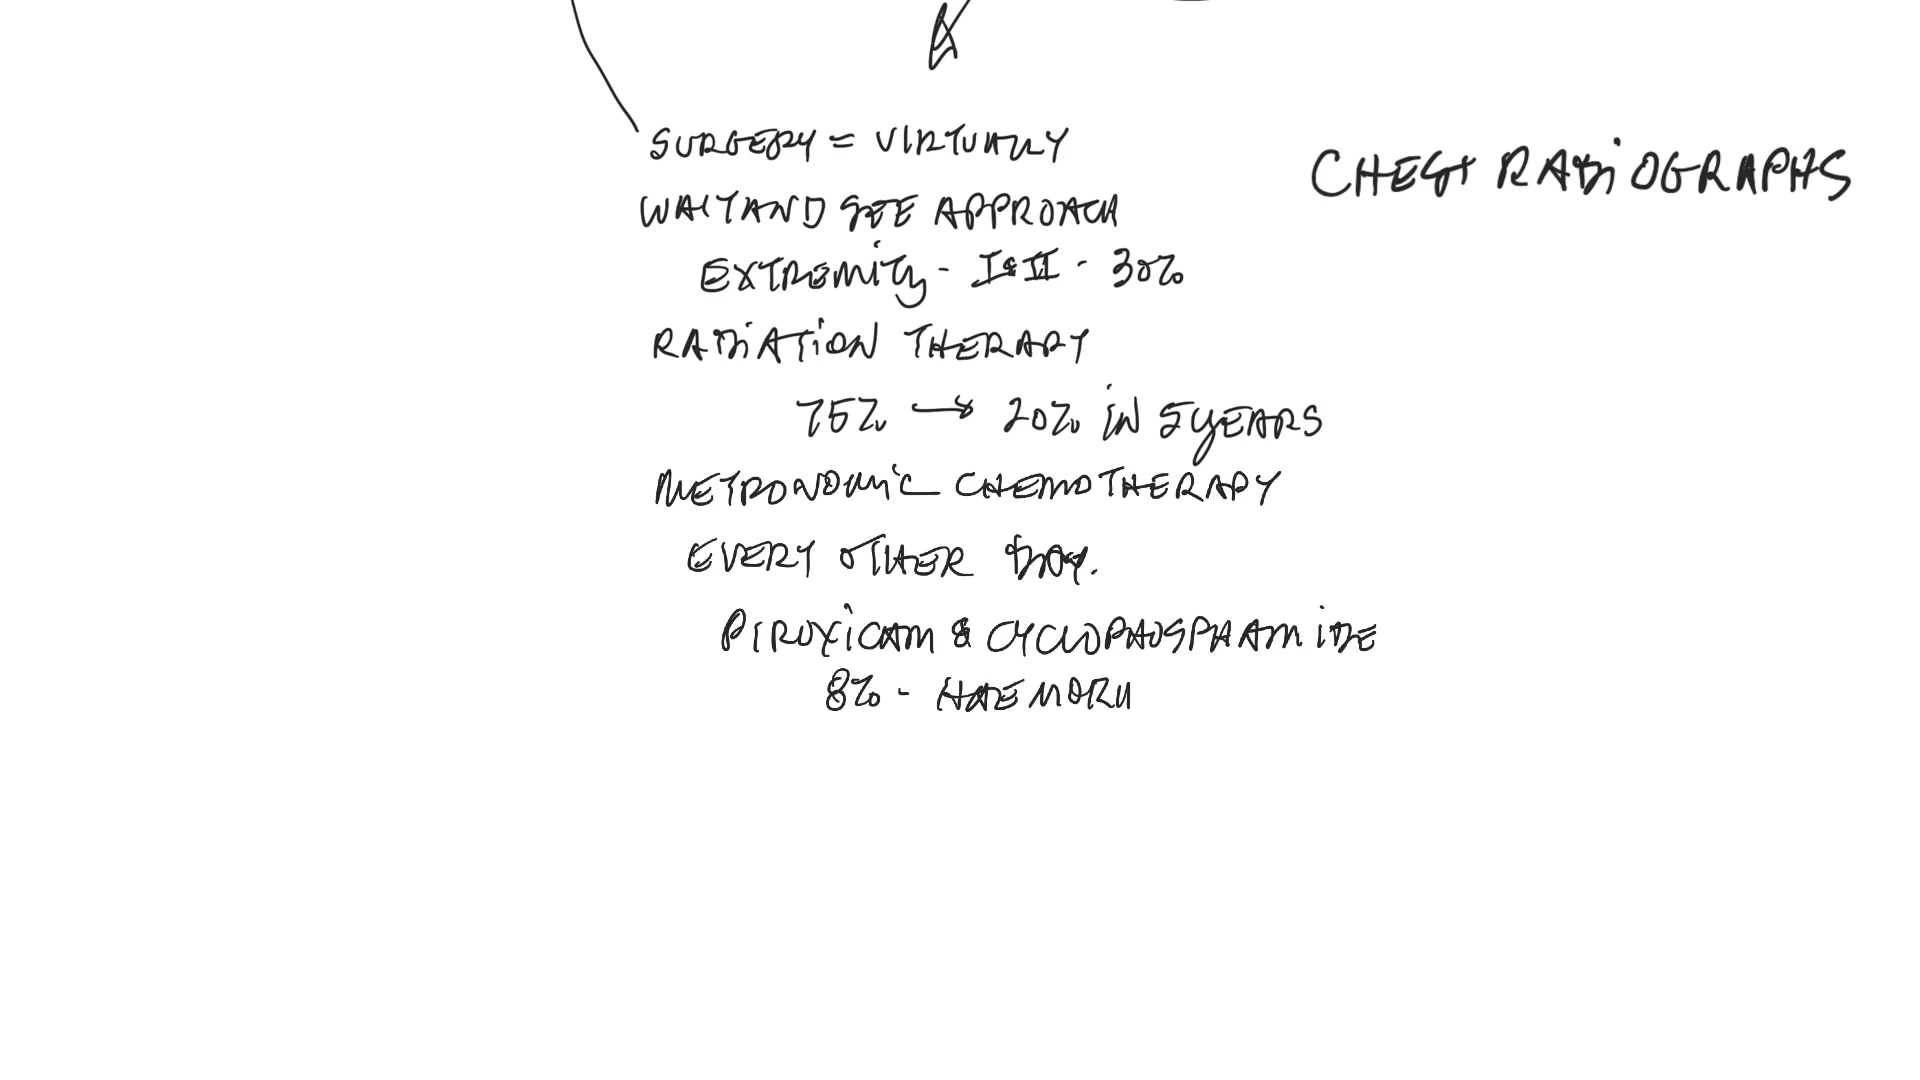 SURGERY = VIRTUALLY
WAIT AND SEE APPROACH
EXTREMITY - I & II - 30%
RADIATION THERAPY
75% → 20% IN 5 YEARS
METRONOMIC CHEMOTHERAPY
EVERY OTHER DAY.
PIROXICAM & CYCLOPHOSPHAMIDE
8% - HAEMORH
CHEST RADIOGRAPHS